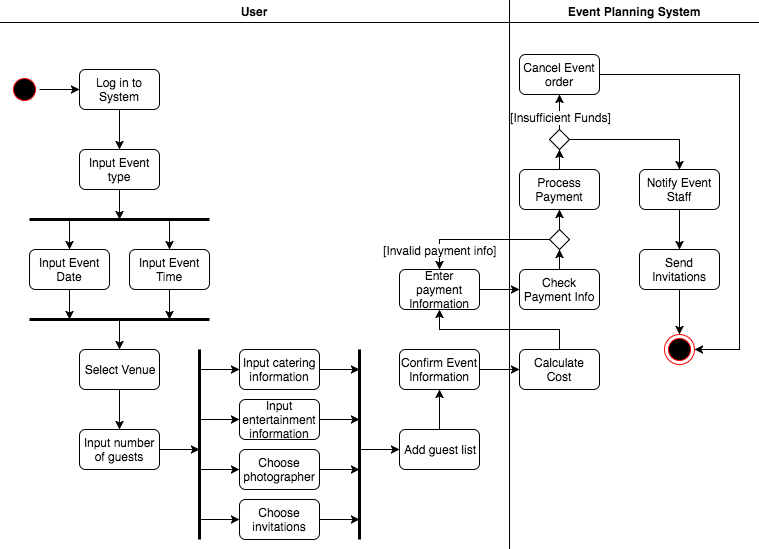 User
Event Planning System
Log in to
System
Input Event
type
Input Event
Date
Input Event
Time
Select Venue
Input number
of guests
Input catering
information
Input
entertainment
information
Choose
photographer
Choose
invitations
Add guest list
Confirm Event
Information
Calculate
Cost
Enter
payment
Information
Check
Payment Info
[Invalid payment info]
Process
Payment
[Insufficient Funds]
Cancel Event
order
Notify Event
Staff
Send
Invitations